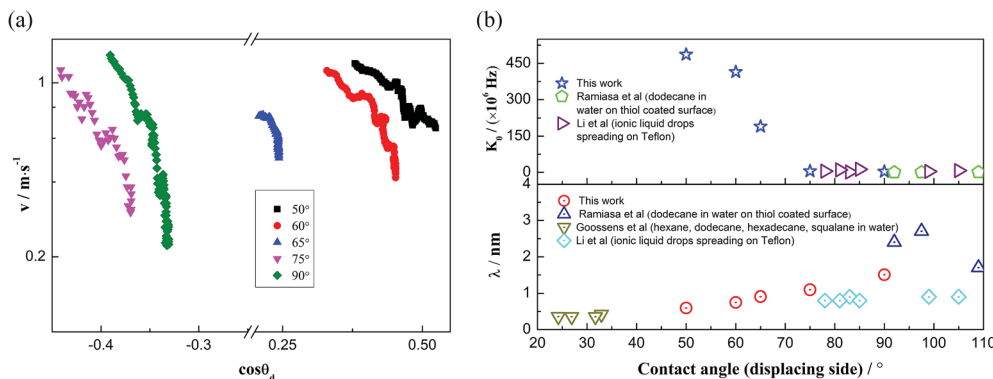 (a)
v / m·s-1
1
0.2
50°
60°
65°
75°
90°
-0.4
-0.3
0.25
0.50
cosθd
(b)
K0 / (×10^6 Hz)
450
300
150
0
This work
Ramiasa et al (dodecane in
water on thiol coated surface)
Li et al (ionic liquid drops
spreading on Teflon)
λ / nm
4
3
2
1
0
This work
Ramiasa et al (dodecane in water on thiol coated surface)
Goossens et al (hexane, dodecane, hexadecane, squalane in water)
Li et al (ionic liquid drops spreading on Teflon)
20 30 40 50 60 70 80 90 100 110
Contact angle (displacing side) / °